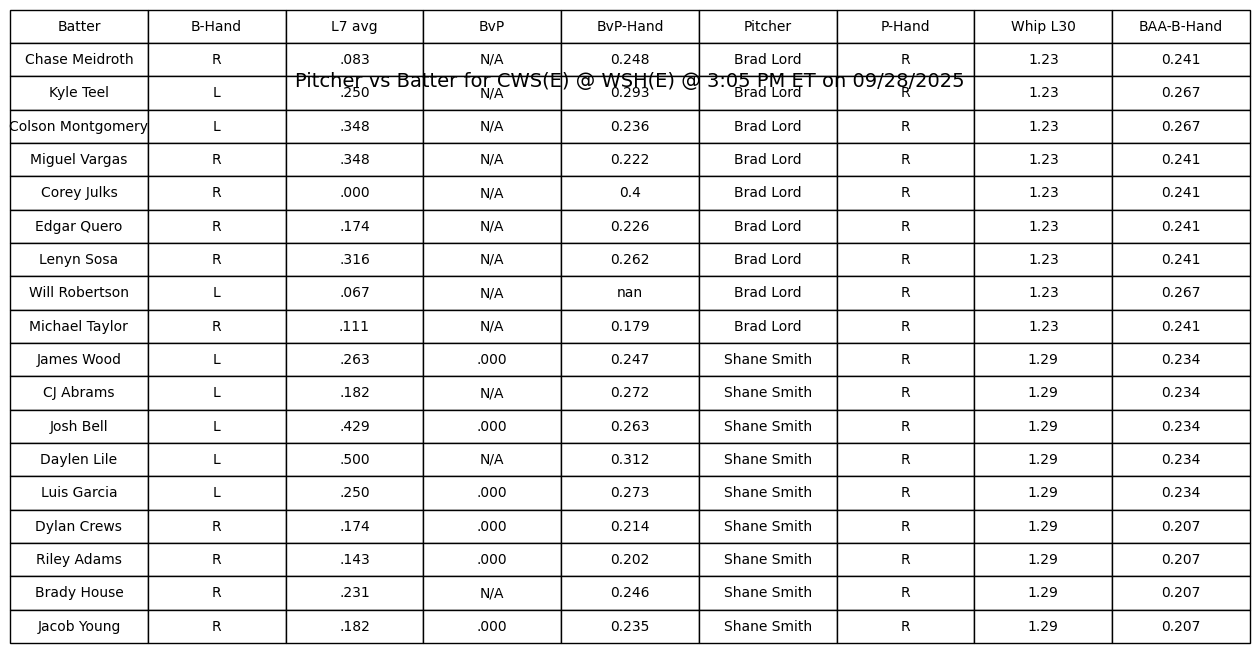 Batter B-Hand L7 avg BvP BvP-Hand Pitcher P-Hand Whip L30 BAA-B-Hand
Chase Meidroth R .083 N/A 0.248 Brad Lord R 1.23 0.241
Pitcher vs Batter for CWS(E) @ WSH(E) @ 3:05 PM ET on 09/28/2025
Kyle Teel L .250 N/A 0.293 Brad Lord R 1.23 0.267
Colson Montgomery L .348 N/A 0.236 Brad Lord R 1.23 0.267
Miguel Vargas R .348 N/A 0.222 Brad Lord R 1.23 0.241
Corey Julks R .000 N/A 0.4 Brad Lord R 1.23 0.241
Edgar Quero R .174 N/A 0.226 Brad Lord R 1.23 0.241
Lenyn Sosa R .316 N/A 0.262 Brad Lord R 1.23 0.241
Will Robertson L .067 N/A nan Brad Lord R 1.23 0.267
Michael Taylor R .111 N/A 0.179 Brad Lord R 1.23 0.241
James Wood L .263 .000 0.247 Shane Smith R 1.29 0.234
CJ Abrams L .182 N/A 0.272 Shane Smith R 1.29 0.234
Josh Bell L .429 .000 0.263 Shane Smith R 1.29 0.234
Daylen Lile L .500 N/A 0.312 Shane Smith R 1.29 0.234
Luis Garcia L .250 .000 0.273 Shane Smith R 1.29 0.234
Dylan Crews R .174 .000 0.214 Shane Smith R 1.29 0.207
Riley Adams R .143 .000 0.202 Shane Smith R 1.29 0.207
Brady House R .231 N/A 0.246 Shane Smith R 1.29 0.207
Jacob Young R .182 .000 0.235 Shane Smith R 1.29 0.207